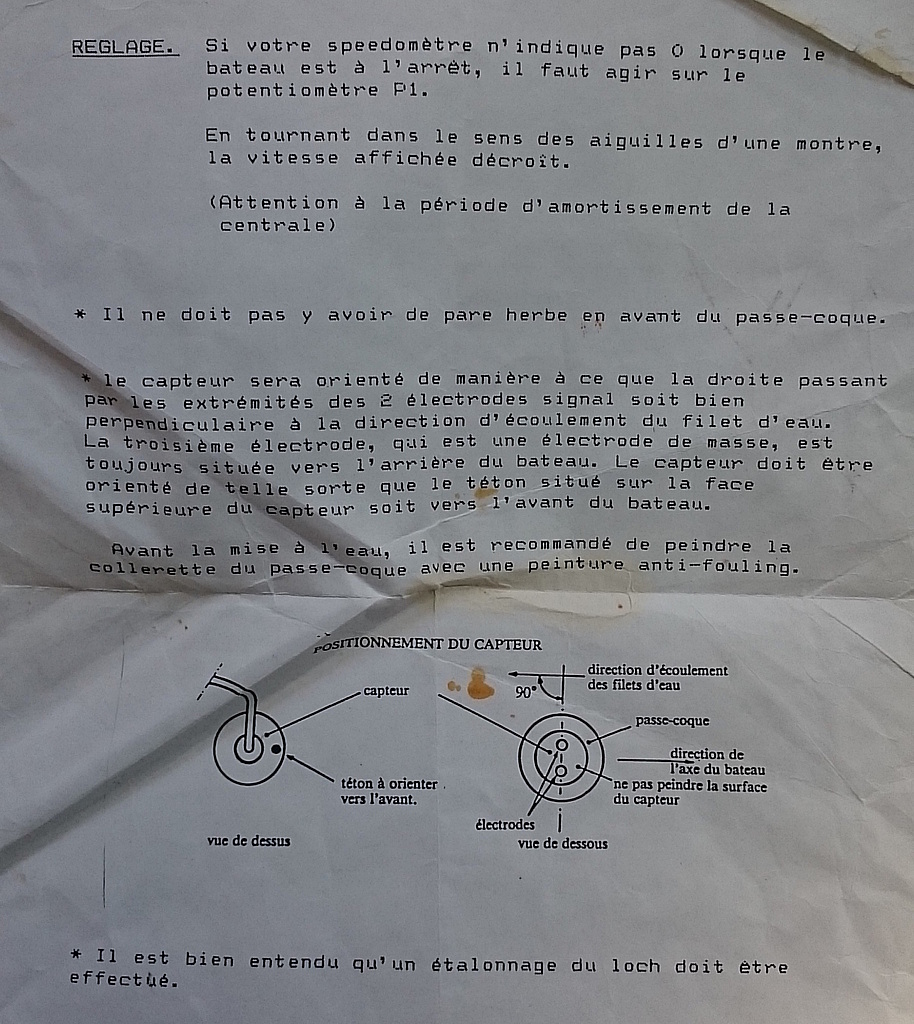 REGLAGE. Si votre speedomètre n'indique pas 0 lorsque le
bateau est à l'arrêt, il faut agir sur le
potentiomètre P1.
En tournant dans le sens des aiguilles d'une montre,
la vitesse affichée décroît.
(Attention à la période d'amortissement de la
centrale)
* Il ne doit pas y avoir de pare herbe en avant du passe-coque.
* le capteur sera orienté de manière à ce que la droite passant
par les extrémités des 2 électrodes signal soit bien
perpendiculaire à la direction d'écoulement du filet d'eau.
La troisième électrode, qui est une électrode de masse, est
toujours située vers l'arrière du bateau. Le capteur doit être
orienté de telle sorte que le téton situé sur la face
supérieure du capteur soit vers l'avant du bateau.
Avant la mise à l'eau, il est recommandé de peindre la
collerette du passe-coque avec une peinture anti-fouling.
POSITIONNEMENT DU CAPTEUR
capteur
téton à orienter
vers l'avant.
vue de dessus
90°
direction d'écoulement
des filets d'eau
passe-coque
direction de
l'axe du bateau
ne pas peindre la surface
du capteur
électrodes
vue de dessous
* Il est bien entendu qu'un étalonnage du loch doit être
effectué.